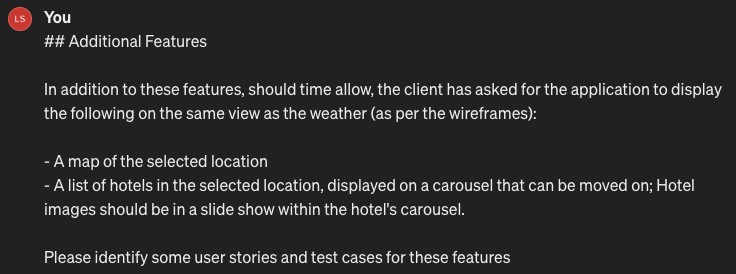 LS
You
## Additional Features
In addition to these features, should time allow, the client has asked for the application to display
the following on the same view as the weather (as per the wireframes):
- A map of the selected location
- A list of hotels in the selected location, displayed on a carousel that can be moved on; Hotel
images should be in a slide show within the hotel's carousel.
Please identify some user stories and test cases for these features